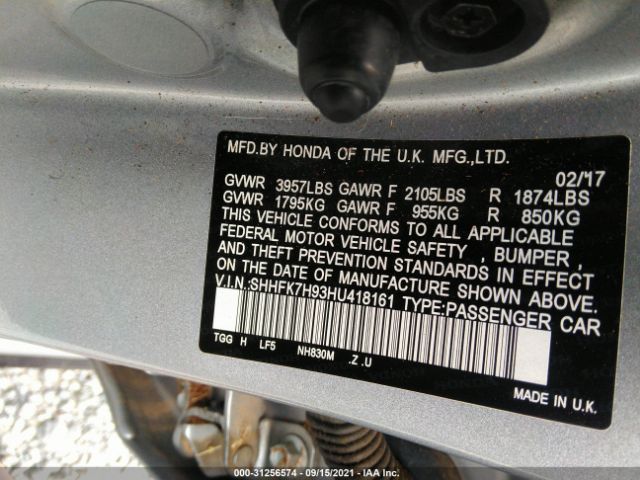 MFD.BY HONDA OF THE U.K. MFG.,LTD.
02/17
GVWR 3957LBS GAWR F 2105LBS R 1874LBS
GVWR 1795KG GAWR F 955KG R 850KG
THIS VEHICLE CONFORMS TO ALL APPLICABLE
FEDERAL MOTOR VEHICLE SAFETY , BUMPER ,
AND THEFT PREVENTION STANDARDS IN EFFECT
ON THE DATE OF MANUFACTURE SHOWN ABOVE.
V.I.N.:SHHFK7H93HU418161 TYPE:PASSENGER CAR
TGG H LF5 NH830M .Z .U
MADE IN U.K.
000-31256574 - 09/15/2021 - IAA Inc.